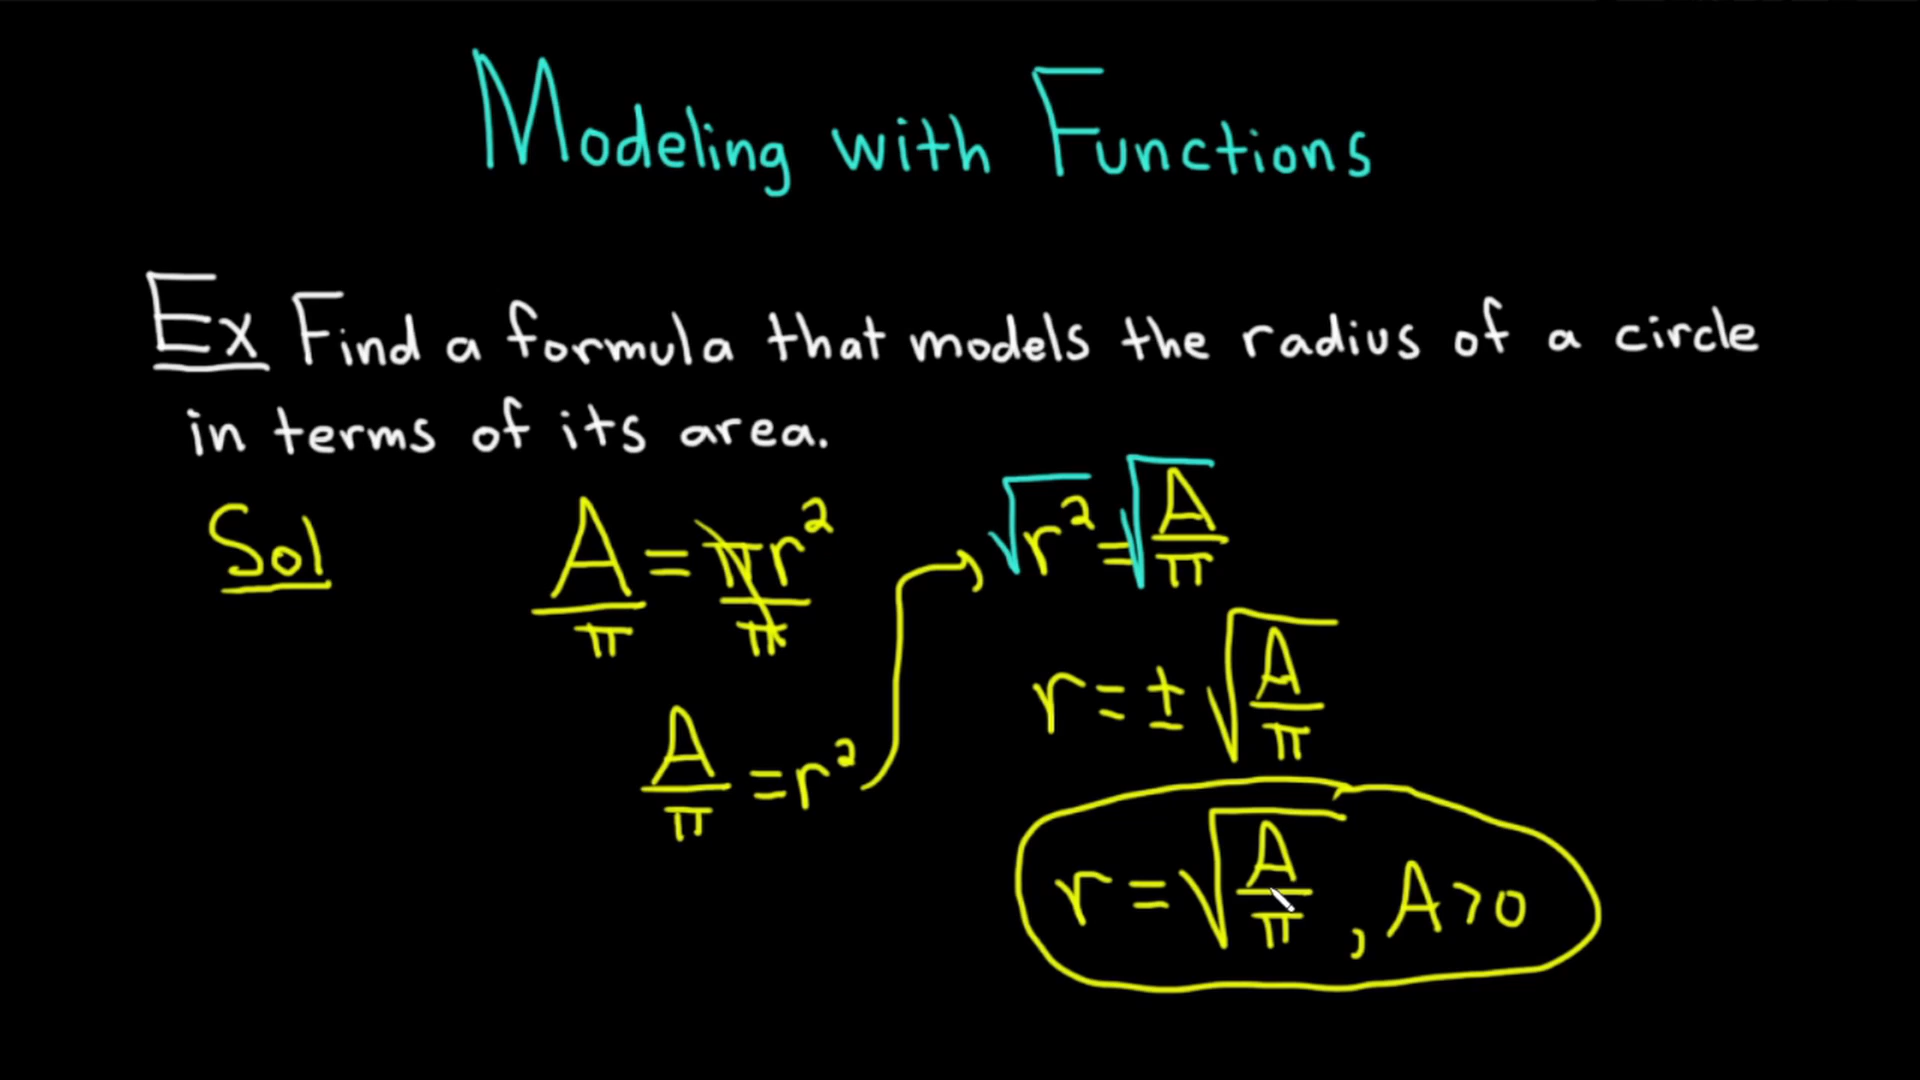 Modeling with Functions
Ex Find a formula that models the radius of a circle
in terms of its area.
Sol
A/π = πr²/π
A/π = r²
√r² = √(A/π)
r = ± √(A/π)
r = √(A/π) , A > 0